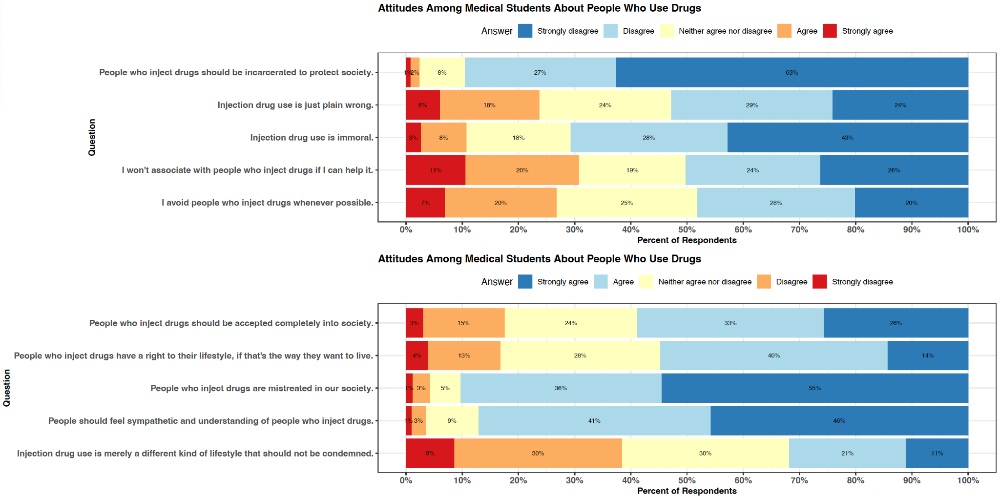 Attitudes Among Medical Students About People Who Use Drugs
Answer Strongly disagree Disagree Neither agree nor disagree Agree Strongly agree
Question
People who inject drugs should be incarcerated to protect society. 1% 2% 8% 27% 63%
Injection drug use is just plain wrong. 6% 18% 24% 29% 24%
Injection drug use is immoral. 3% 8% 18% 28% 43%
I won't associate with people who inject drugs if I can help it. 11% 20% 19% 24% 26%
I avoid people who inject drugs whenever possible. 7% 20% 25% 28% 20%
0% 10% 20% 30% 40% 50% 60% 70% 80% 90% 100%
Percent of Respondents
Attitudes Among Medical Students About People Who Use Drugs
Answer Strongly agree Agree Neither agree nor disagree Disagree Strongly disagree
Question
People who inject drugs should be accepted completely into society. 3% 15% 24% 33% 26%
People who inject drugs have a right to their lifestyle, if that's the way they want to live. 4% 13% 28% 40% 14%
People who inject drugs are mistreated in our society. 1% 3% 5% 36% 55%
People should feel sympathetic and understanding of people who inject drugs. 1% 3% 9% 41% 46%
Injection drug use is merely a different kind of lifestyle that should not be condemned. 9% 30% 30% 21% 11%
0% 10% 20% 30% 40% 50% 60% 70% 80% 90% 100%
Percent of Respondents